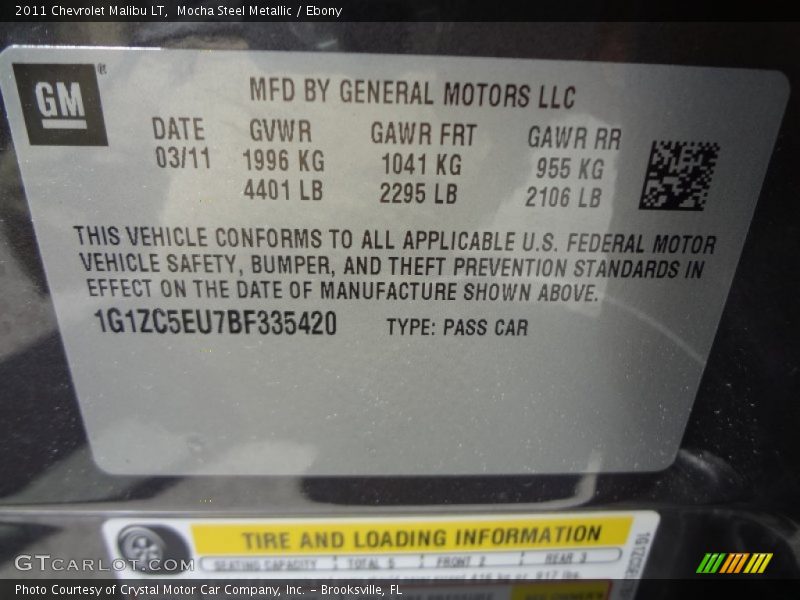 2011 Chevrolet Malibu LT,  Mocha Steel Metallic / Ebony
GM ®
MFD BY GENERAL MOTORS LLC
DATE GVWR GAWR FRT GAWR RR
03/11 1996 KG 1041 KG 955 KG
4401 LB 2295 LB 2106 LB
THIS VEHICLE CONFORMS TO ALL APPLICABLE U.S. FEDERAL MOTOR
VEHICLE SAFETY, BUMPER, AND THEFT PREVENTION STANDARDS IN
EFFECT ON THE DATE OF MANUFACTURE SHOWN ABOVE.
1G1ZC5EU7BF335420 TYPE: PASS CAR
TIRE AND LOADING INFORMATION
SEATING CAPACITY TOTAL 5 FRONT 2 REAR 3
GTCARLOT.COM
Photo Courtesy of Crystal Motor Car Company, Inc. – Brooksville, FL